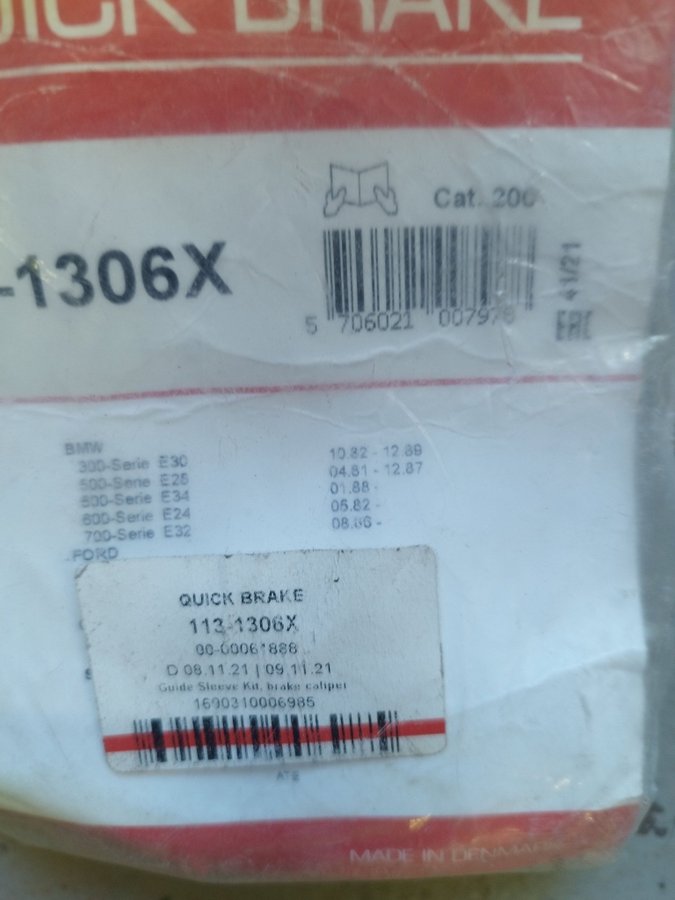 QUICK BRAKE
Cat. 200
-1306X
41/21
5 706021 007978
BMW
300-Serie E30 10.82 - 12.89
500-Serie E28 04.81 - 12.87
500-Serie E34 01.88 -
600-Serie E24 05.82 -
700-Serie E32 08.86 -
FORD
QUICK BRAKE
113-1306X
00-00061888
D 08.11.21 | 09.11.21
Guide Sleeve Kit, brake caliper
1690310006985
ATE
MADE IN DENMARK